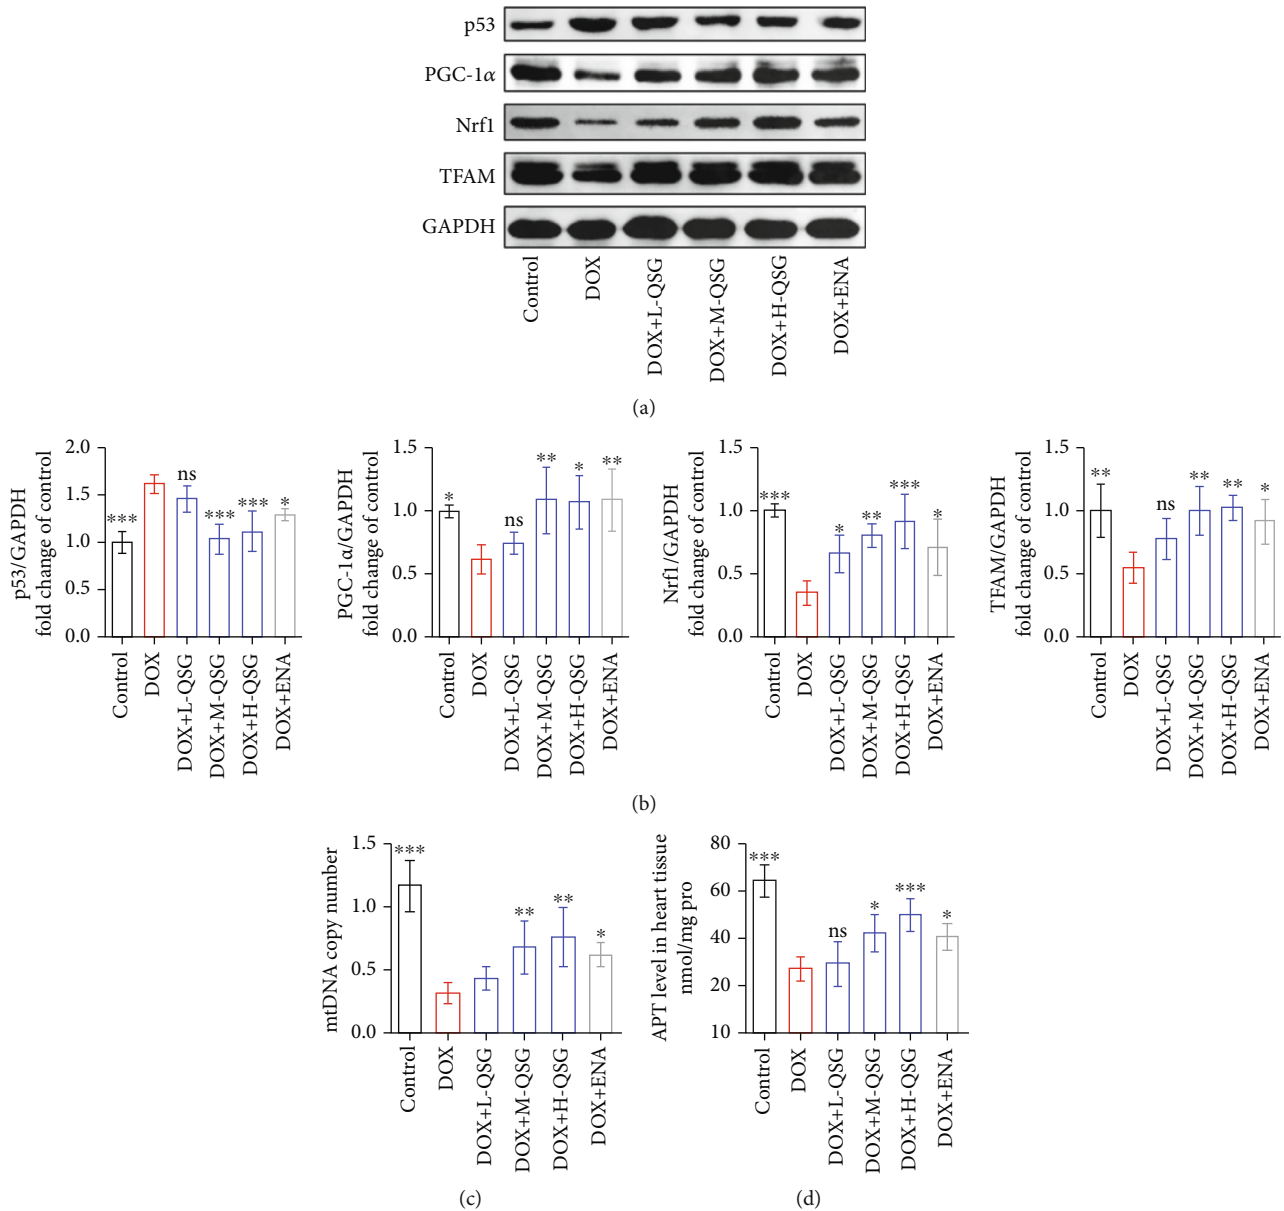 p53
PGC-1α
Nrf1
TFAM
GAPDH
Control
DOX
DOX+L-QSG
DOX+M-QSG
DOX+H-QSG
DOX+ENA
(a)
p53/GAPDH
fold change of control
2.0
1.5
1.0
0.5
0.0
***
ns
***
***
*
Control
DOX
DOX+L-QSG
DOX+M-QSG
DOX+H-QSG
DOX+ENA
PGC-1α/GAPDH
fold change of control
1.5
1.0
0.5
0.0
*
ns
**
*
**
Control
DOX
DOX+L-QSG
DOX+M-QSG
DOX+H-QSG
DOX+ENA
Nrf1/GAPDH
fold change of control
1.5
1.0
0.5
0.0
***
*
**
***
*
Control
DOX
DOX+L-QSG
DOX+M-QSG
DOX+H-QSG
DOX+ENA
TFAM/GAPDH
fold change of control
1.5
1.0
0.5
0.0
**
ns
**
**
*
Control
DOX
DOX+L-QSG
DOX+M-QSG
DOX+H-QSG
DOX+ENA
(b)
mtDNA copy number
1.5
1.0
0.5
0.0
***
**
**
*
Control
DOX
DOX+L-QSG
DOX+M-QSG
DOX+H-QSG
DOX+ENA
(c)
APT level in heart tissue
nmol/mg pro
80
60
40
20
10
***
ns
*
***
*
Control
DOX
DOX+L-QSG
DOX+M-QSG
DOX+H-QSG
DOX+ENA
(d)